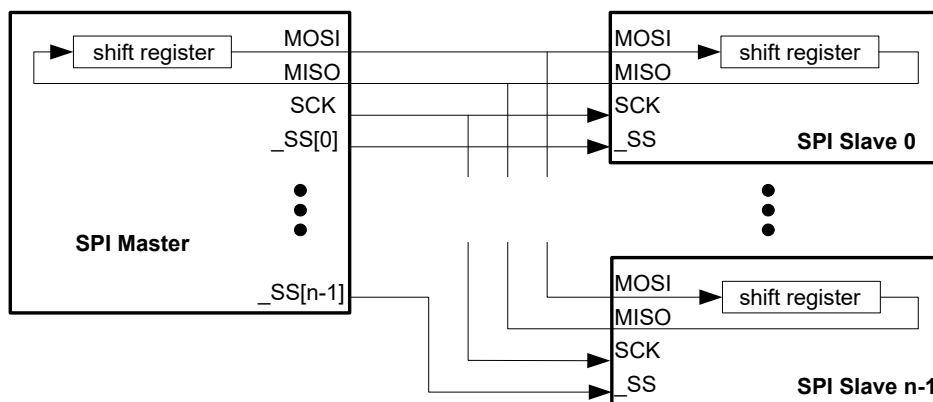 MOSI
shift register
MISO
SCK
_SS[0]
SPI Master
_SS[n-1]
MOSI
shift register
MISO
SCK
_SS
SPI Slave 0
MOSI
shift register
MISO
SCK
_SS
SPI Slave n-1